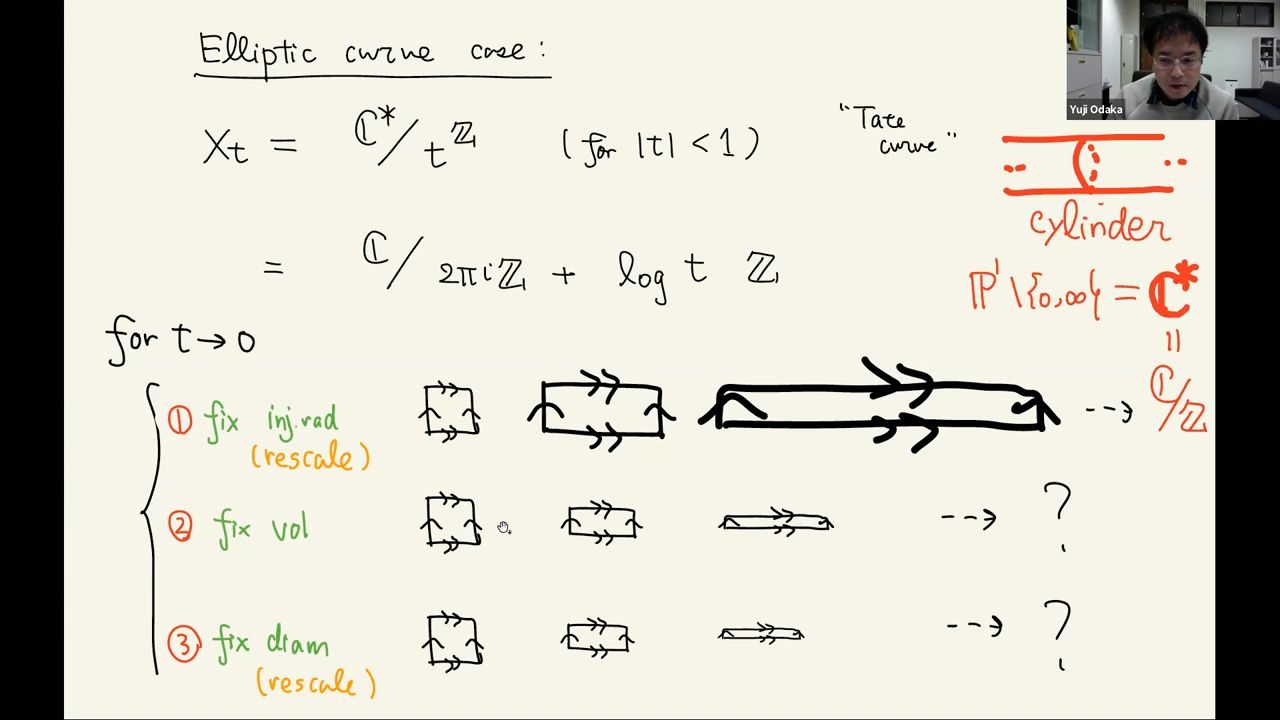 Elliptic curve case:
Xt = ℂ*/tℤ (for |t| < 1) "Tate curve"
= ℂ/2πiℤ + log t ℤ
cylinder
ℙ¹\{0,∞} = ℂ*
=
ℂ/ℤ
for t→0
① fix inj.rad
(rescale)
② fix vol
?
③ fix diam
?
(rescale)
Yuji Odaka